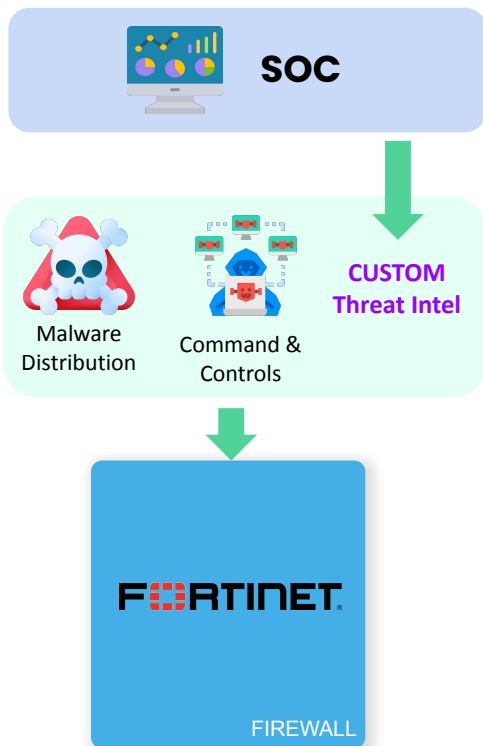 SOC
Malware
Distribution
Command &
Controls
CUSTOM
Threat Intel
FORTINET®
FIREWALL